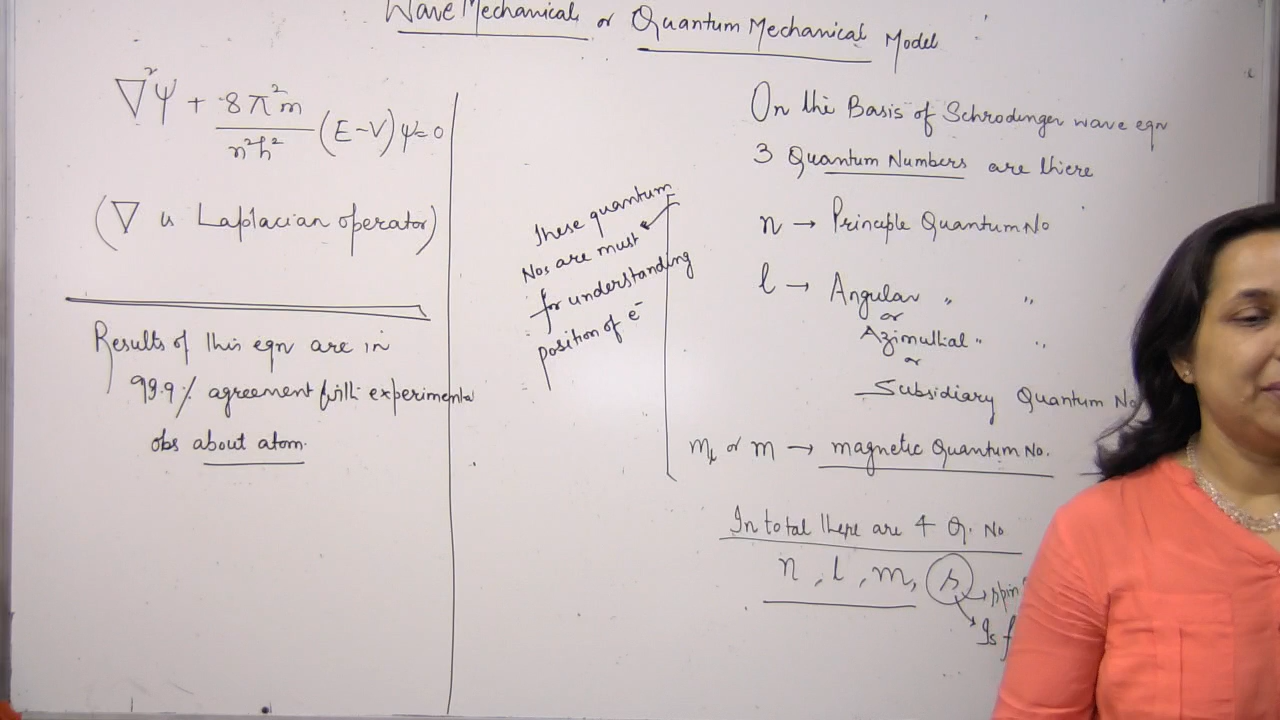 Wave Mechanical or Quantum Mechanical Model
∇²ψ + 8π²m/n²h² (E-V)ψ=0
(∇ is Laplacian operator)
Results of this eqn are in
99.9% agreement with experimental
obs about atom.
These quantum
Nos are must
for understanding
position of e⁻
On the Basis of Schrodinger wave eqn
3 Quantum Numbers are there
n → Principle Quantum No
l → Angular " "
or
Azimuthal " "
or
Subsidiary Quantum No
mₗ or m → magnetic Quantum No.
In total there are 4 Q. No
n, l, m, s → spin
Is